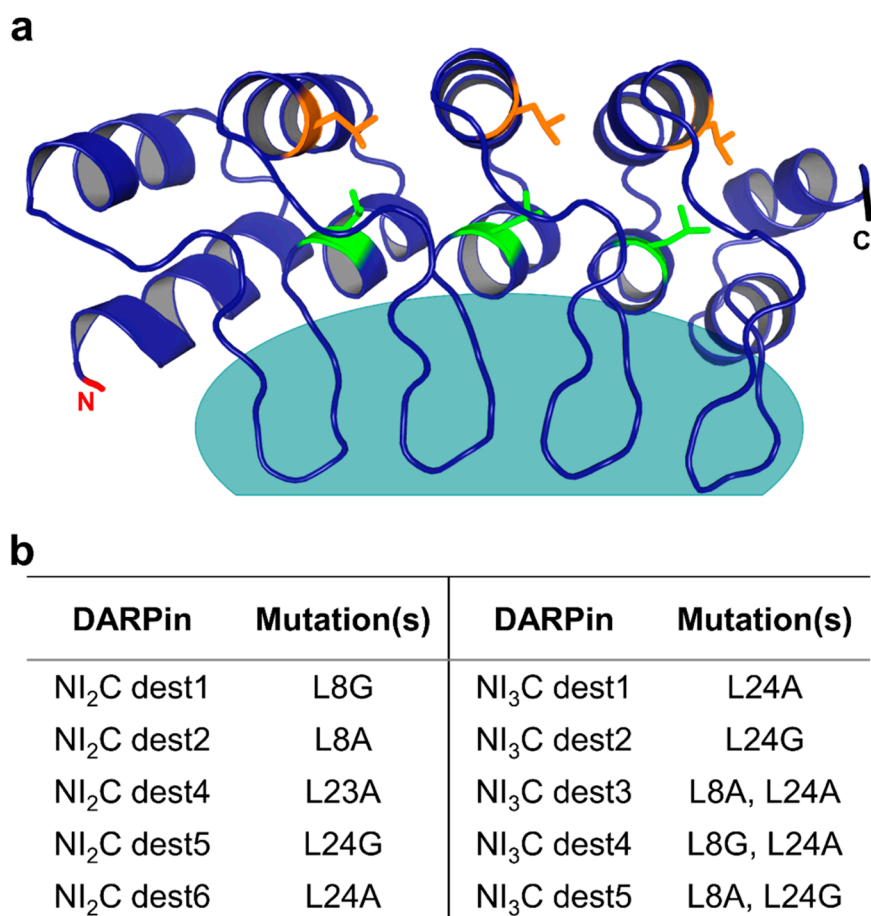 a
N
C
b
DARPin Mutation(s) DARPin Mutation(s)
NI₂C dest1 L8G NI₃C dest1 L24A
NI₂C dest2 L8A NI₃C dest2 L24G
NI₂C dest4 L23A NI₃C dest3 L8A, L24A
NI₂C dest5 L24G NI₃C dest4 L8G, L24A
NI₂C dest6 L24A NI₃C dest5 L8A, L24G